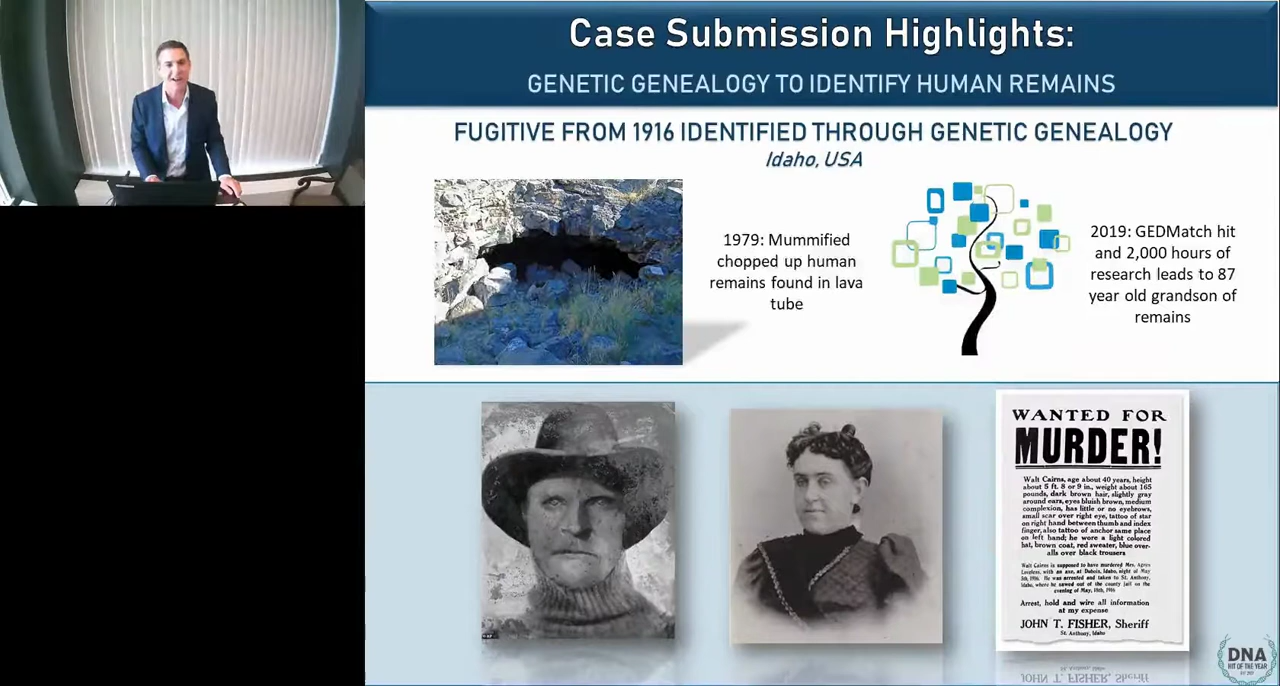 Case Submission Highlights:
GENETIC GENEALOGY TO IDENTIFY HUMAN REMAINS
FUGITIVE FROM 1916 IDENTIFIED THROUGH GENETIC GENEALOGY
Idaho, USA
1979: Mummified
chopped up human
remains found in lava
tube
2019: GEDMatch hit
and 2,000 hours of
research leads to 87
year old grandson of
remains
WANTED FOR
MURDER!
Walt Cairns, age about 40 years, height
about 5 ft. 8 or 9 in., weight about 165
pounds, dark brown hair, slightly gray
around ears, eyes bluish brown, medium
complexion, has little or no eyebrows,
small scar over right eye, tattoo of star
on right hand between thumb and index
finger, also tattoo of anchor same place
on left hand; he wore a light colored
hat, brown coat, red sweater, blue over-
alls over black trousers
Walt Cairns is supposed to have murdered Mrs. Agnes
Loveless, with an axe, at Dubois, Idaho, night of May
5th, 1916. He was arrested and taken to St. Anthony,
Idaho, where he sawed out of the county jail on the
evening of May, 18th, 1916
Arrest, hold and wire all information
at my expense
JOHN T. FISHER, Sheriff
St. Anthony, Idaho
DNA
HIT OF THE YEAR